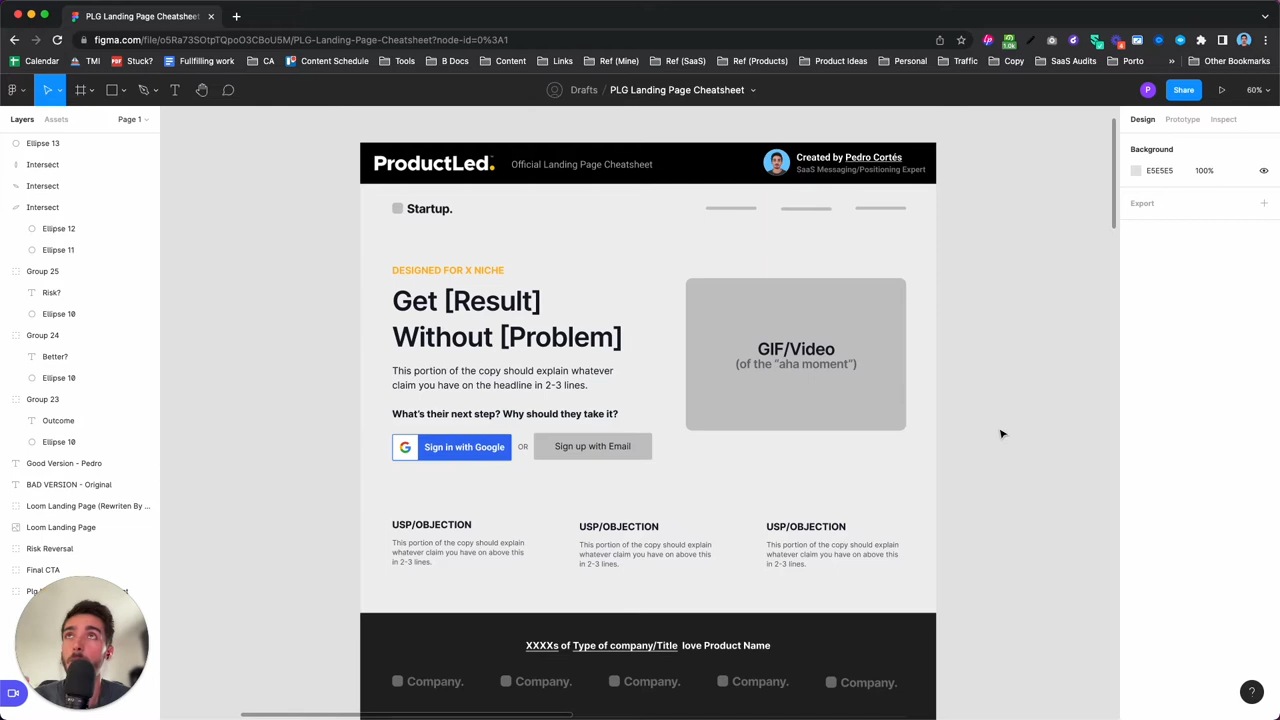 PLG Landing Page Cheatsheet
figma.com/file/o5Ra73SOtpTQpoO3CBoU5M/PLG-Landing-Page-Cheatsheet?node-id=0%3A1
1.0k
Calendar
TMI
PDF
Stuck?
Fullfilling work
CA
Content Schedule
Tools
B Docs
Content
Links
Ref (Mine)
Ref (SaaS)
Ref (Products)
Product Ideas
Personal
Traffic
Copy
SaaS Audits
Porto...
»
Other Bookmarks
Drafts / PLG Landing Page Cheatsheet
P
Share
60%
Layers
Assets
Page 1
Ellipse 13
Intersect
Intersect
Intersect
Ellipse 12
Ellipse 11
Group 25
Risk?
Ellipse 10
Group 24
Better?
Ellipse 10
Group 23
Outcome
Ellipse 10
Good Version - Pedro
BAD VERSION - Original
Loom Landing Page (Rewriten By ...
Loom Landing Page
Risk Reversal
Final CTA
ProductLed.
Official Landing Page Cheatsheet
Created by Pedro Cortés
SaaS Messaging/Positioning Expert
Startup.
DESIGNED FOR X NICHE
Get [Result]
Without [Problem]
This portion of the copy should explain whatever
claim you have on the headline in 2-3 lines.
What's their next step? Why should they take it?
G
Sign in with Google
OR
Sign up with Email
GIF/Video
(of the “aha moment”)
USP/OBJECTION
This portion of the copy should explain
whatever claim you have on above this
in 2-3 lines.
USP/OBJECTION
This portion of the copy should explain
whatever claim you have on above this
in 2-3 lines.
USP/OBJECTION
This portion of the copy should explain
whatever claim you have on above this
in 2-3 lines.
XXXXs of Type of company/Title love Product Name
Company.
Company.
Company.
Company.
Company.
Design
Prototype
Inspect
Background
E5E5E5
100%
Export
?